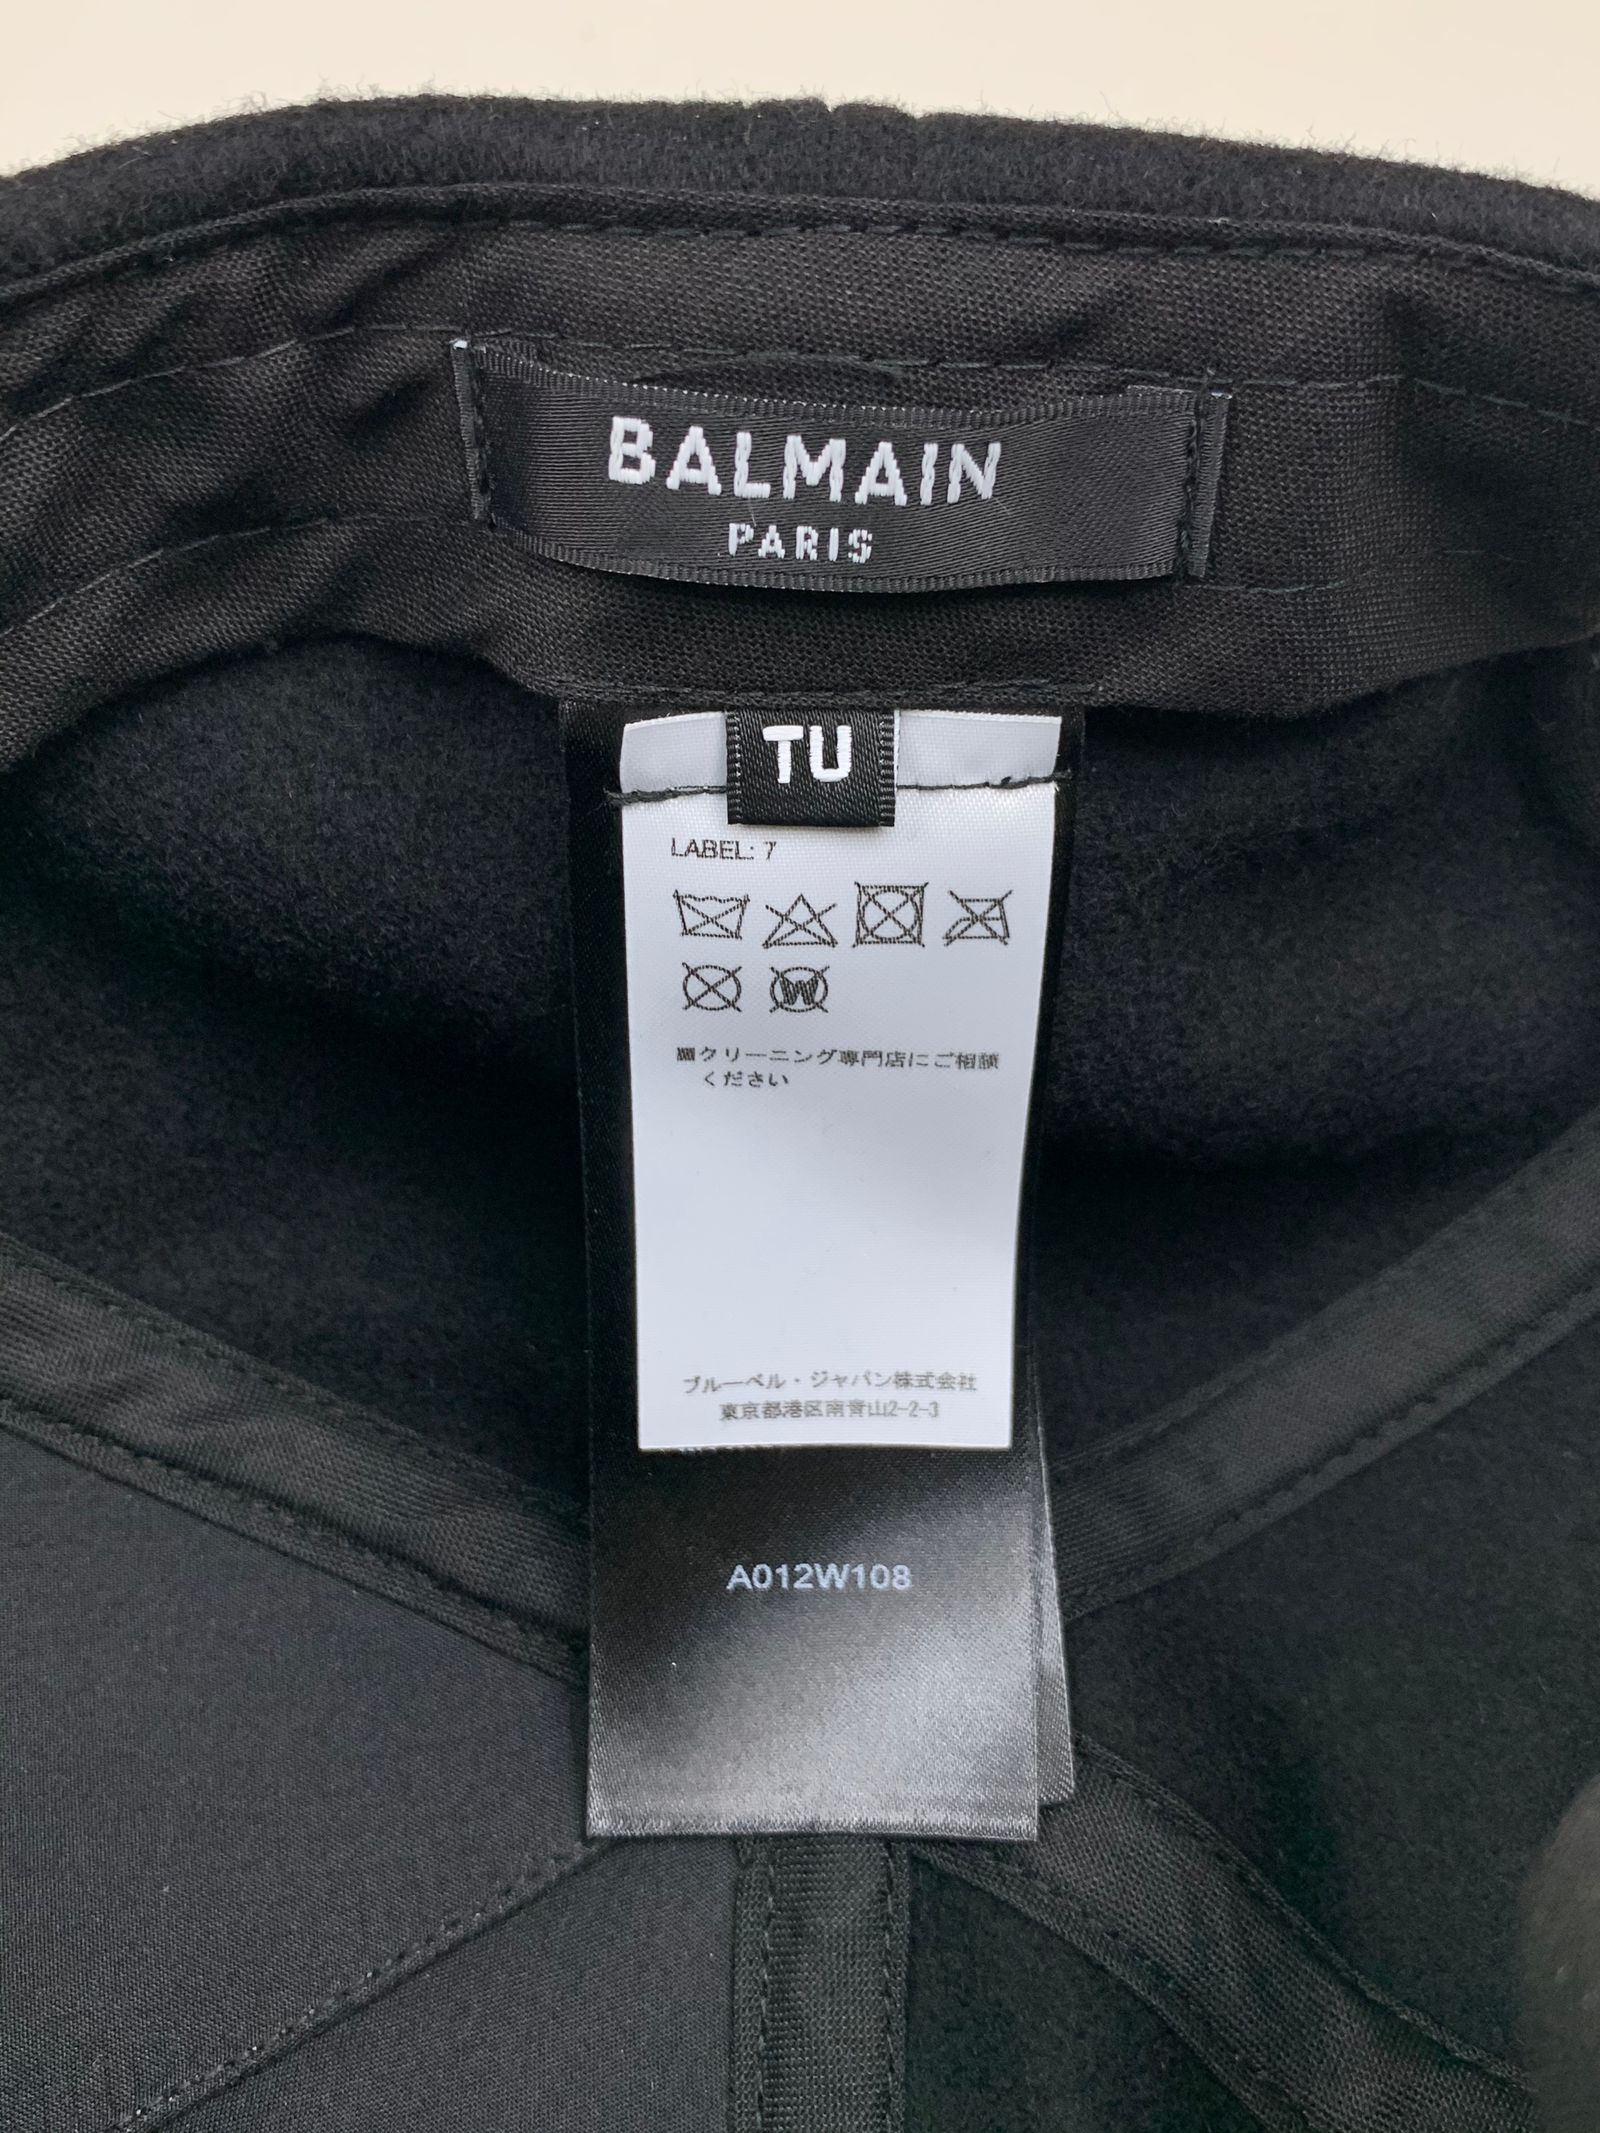 BALMAIN
PARIS
TU
LABEL: 7
W
クリーニング専門店にご相談
ください
ブルーベル・ジャパン株式会社
東京都港区南青山2-2-3
A012W108